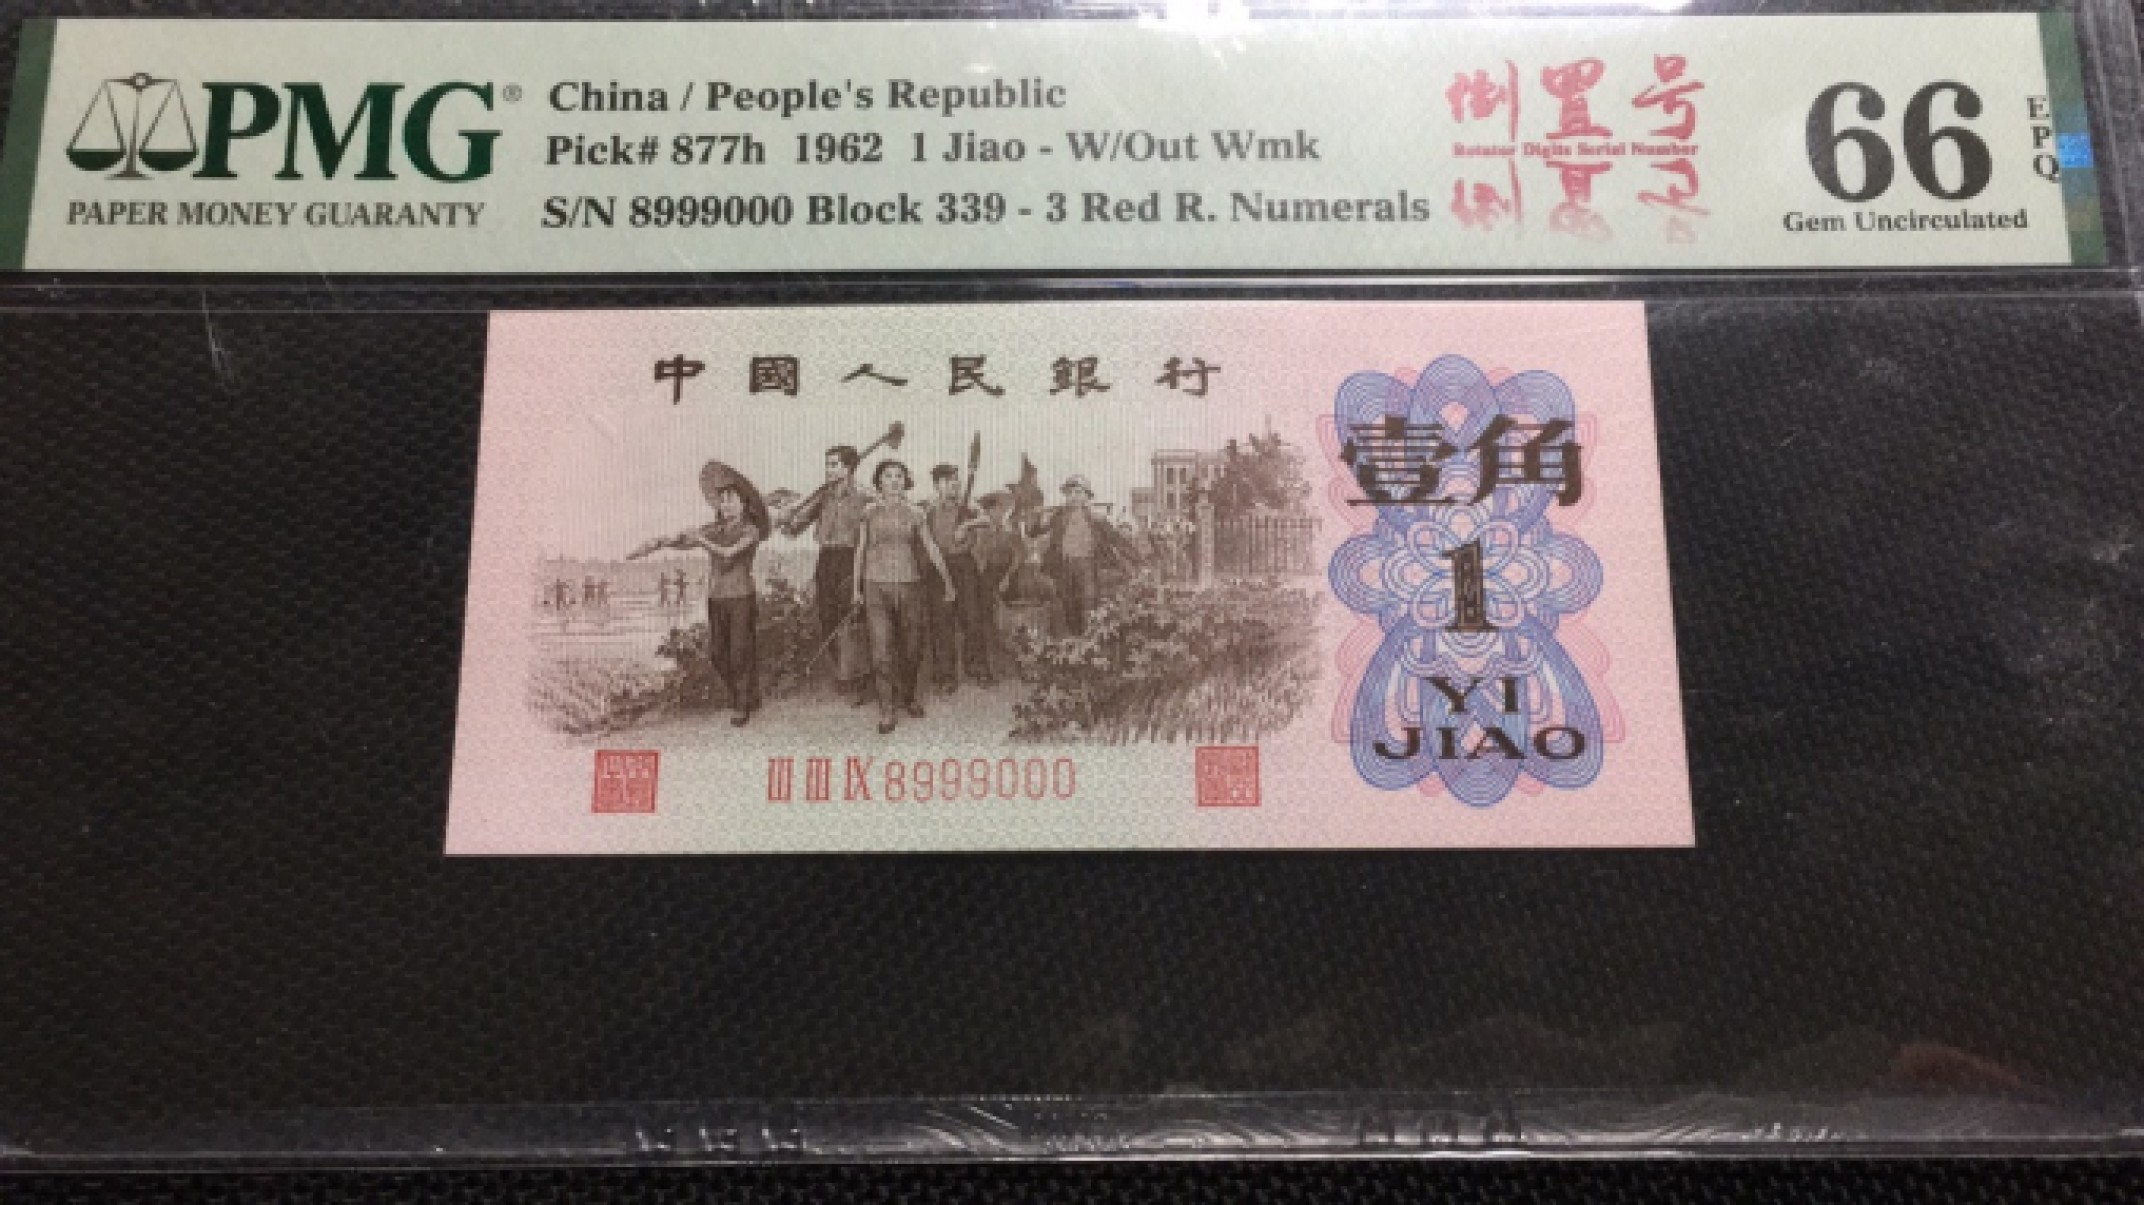 PMG®
PAPER MONEY GUARANTY
China / People's Republic
Pick# 877h 1962 1 Jiao - W/Out Wmk
S/N 8999000 Block 339 - 3 Red R. Numerals
倒置号
Rotator Digits Serial Number
66
EPQ
Gem Uncirculated
中國人民銀行
壹角
1
YI
JIAO
III III IX 8999000